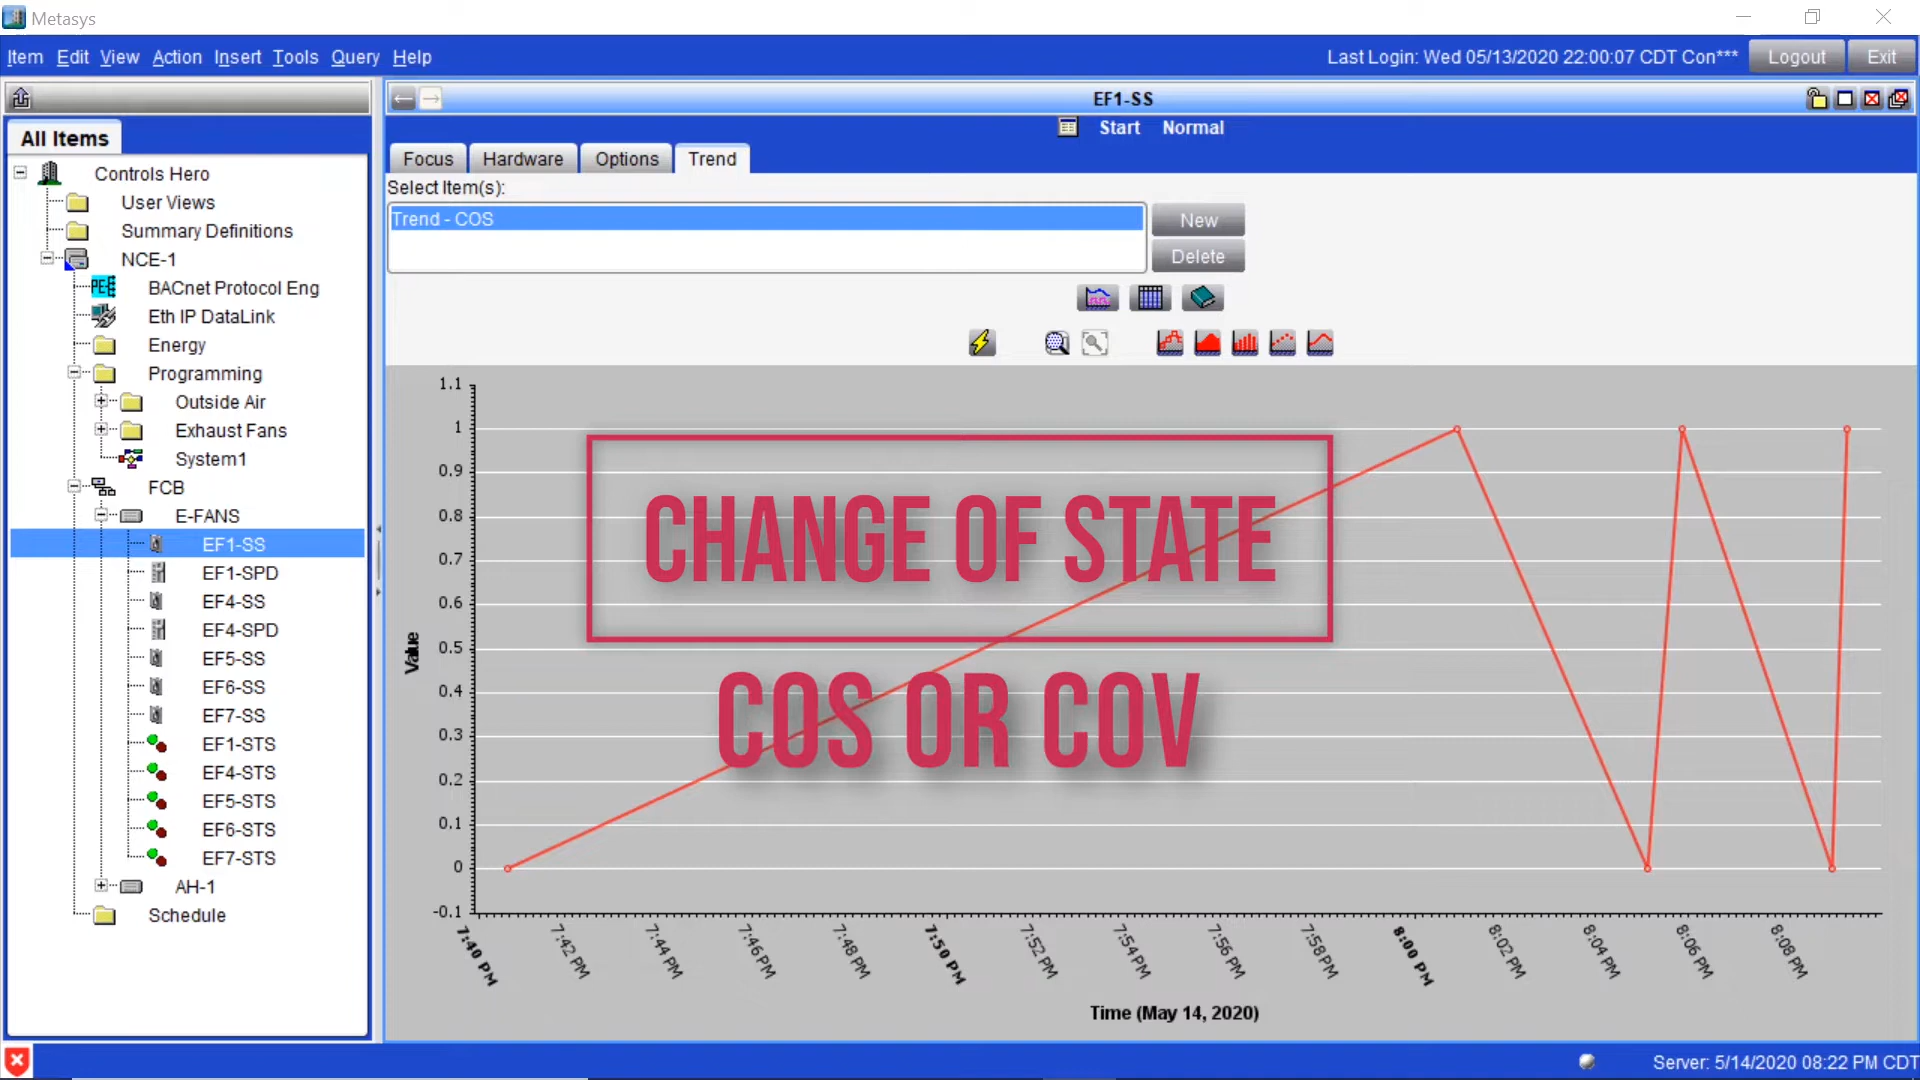 Metasys
Item Edit View Action Insert Tools Query Help
Last Login: Wed 05/13/2020 22:00:07 CDT Con*** Logout Exit
EF1-SS
Start Normal
All Items
Controls Hero
User Views
Summary Definitions
NCE-1
BACnet Protocol Eng
Eth IP DataLink
Energy
Programming
Outside Air
Exhaust Fans
System1
FCB
E-FANS
EF1-SS
EF1-SPD
EF4-SS
EF4-SPD
EF5-SS
EF6-SS
EF7-SS
EF1-STS
EF4-STS
EF5-STS
EF6-STS
EF7-STS
AH-1
Schedule
Focus Hardware Options Trend
Select Item(s):
Trend - COS
New
Delete
1.1
1
0.9
0.8
0.7
0.6
0.5
0.4
0.3
0.2
0.1
0
-0.1
Value
CHANGE OF STATE
COS OR COV
7:40 PM 7:42 PM 7:44 PM 7:46 PM 7:48 PM 7:50 PM 7:52 PM 7:54 PM 7:56 PM 7:58 PM 8:00 PM 8:02 PM 8:04 PM 8:06 PM 8:08 PM
Time (May 14, 2020)
Server: 5/14/2020 08:22 PM CDT